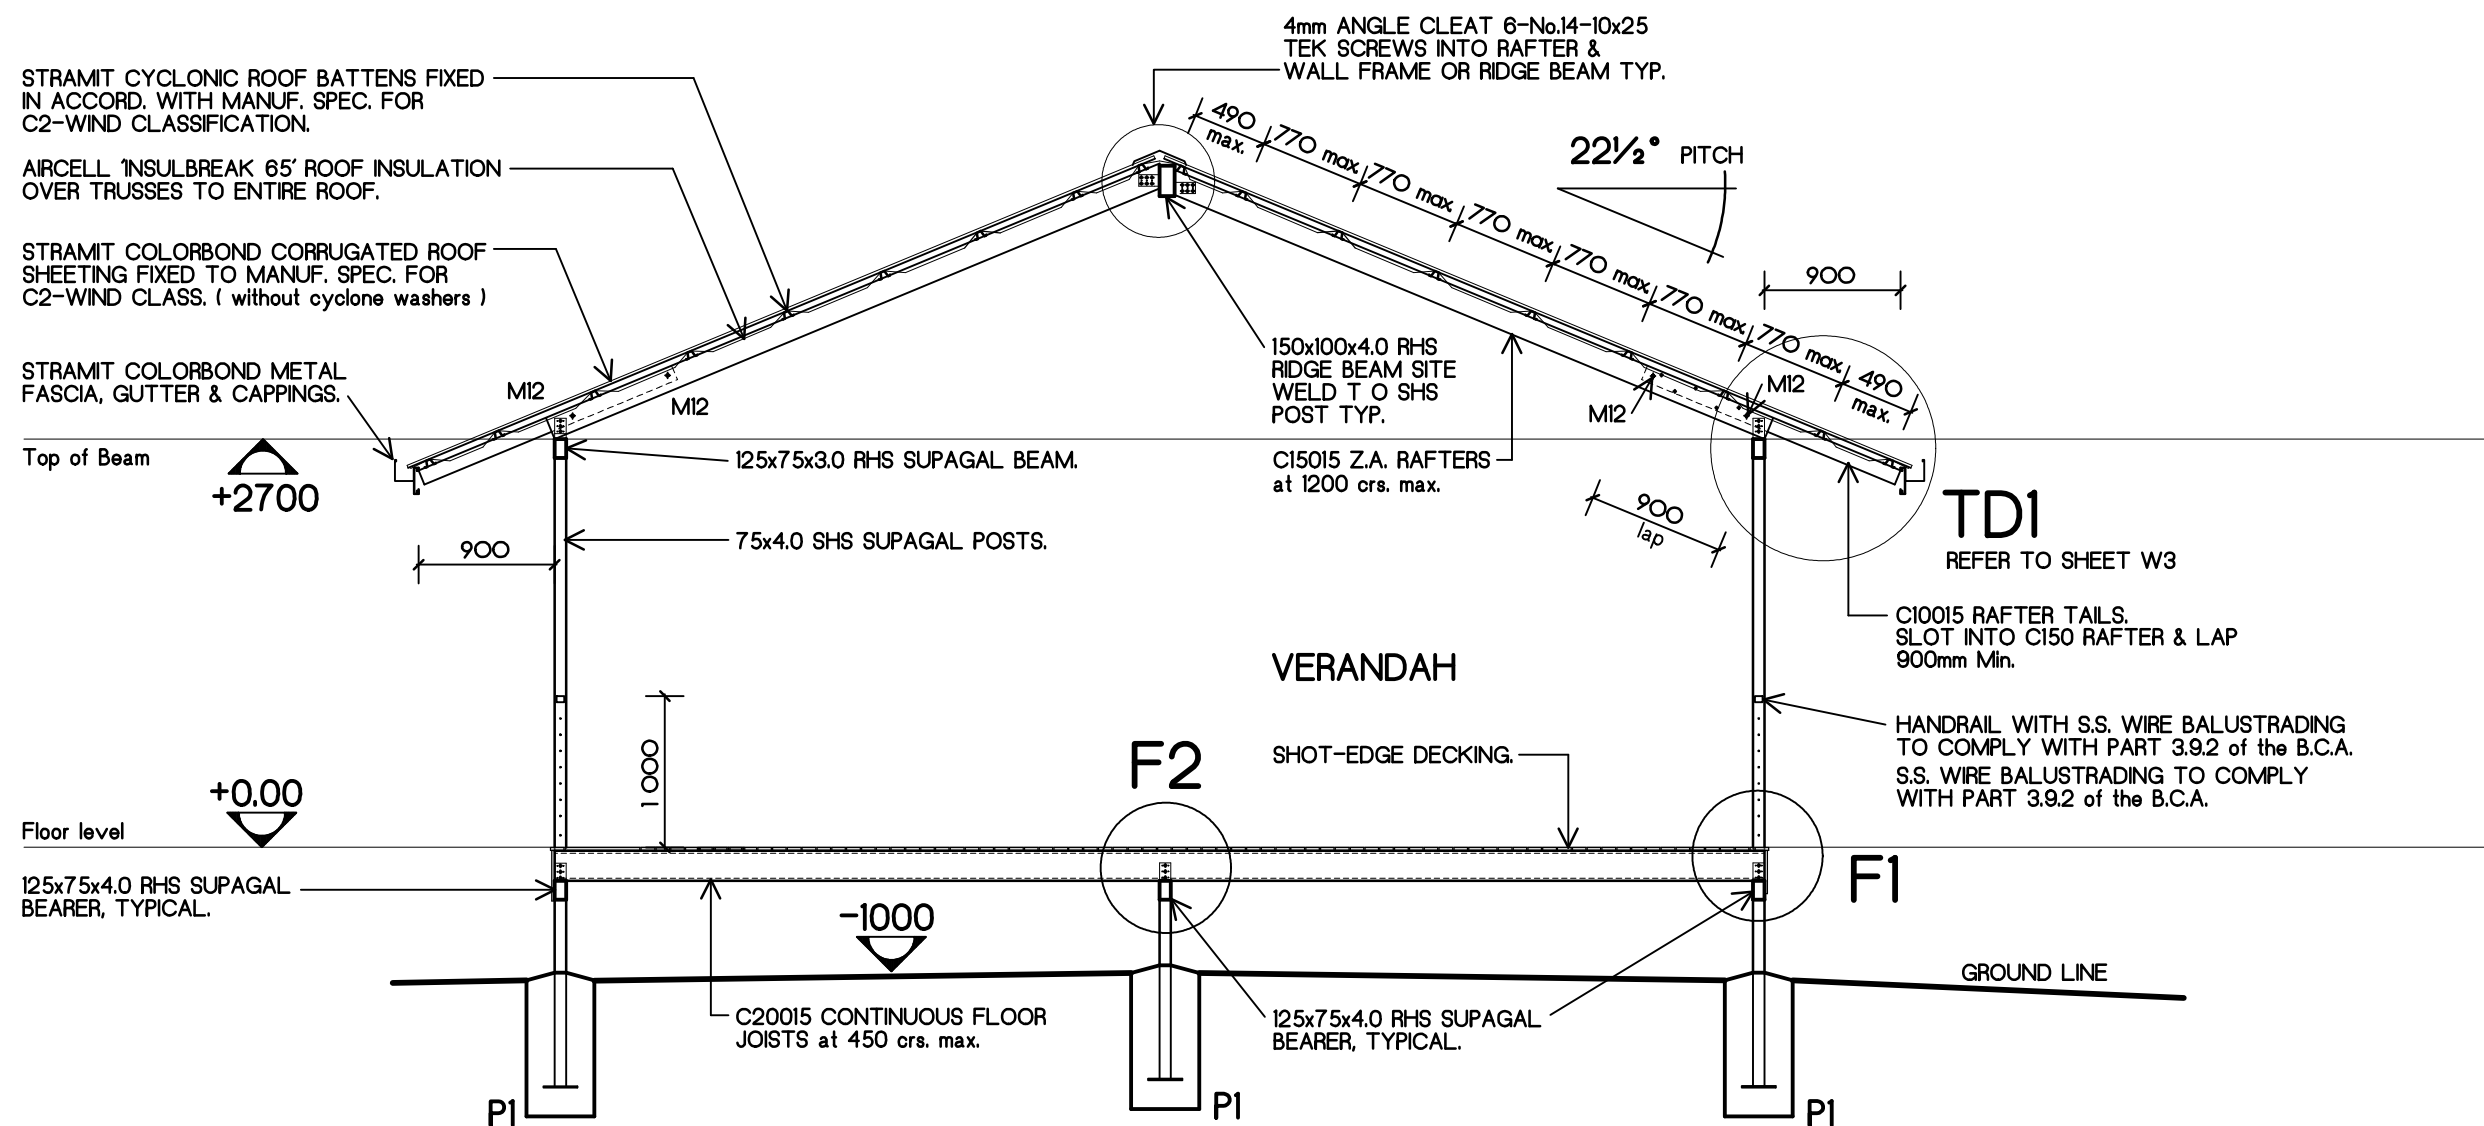 4mm ANGLE CLEAT 6-No.14-10x25
TEK SCREWS INTO RAFTER &
WALL FRAME OR RIDGE BEAM TYP.
STRAMIT CYCLONIC ROOF BATTENS FIXED
IN ACCORD. WITH MANUF. SPEC. FOR
C2-WIND CLASSIFICATION.
AIRCELL 'INSULBREAK 65' ROOF INSULATION
OVER TRUSSES TO ENTIRE ROOF.
STRAMIT COLORBOND CORRUGATED ROOF
SHEETING FIXED TO MANUF. SPEC. FOR
C2-WIND CLASS. ( without cyclone washers )
STRAMIT COLORBOND METAL
FASCIA, GUTTER & CAPPINGS.
490
max.
770 max.
770 max.
770 max.
770 max.
770 max.
770 max.
490
max.
22½° PITCH
900
M12
M12
M12
M12
150x100x4.0 RHS
RIDGE BEAM SITE
WELD T O SHS
POST TYP.
C15015 Z.A. RAFTERS
at 1200 crs. max.
Top of Beam
+2700
125x75x3.0 RHS SUPAGAL BEAM.
900
75x4.0 SHS SUPAGAL POSTS.
900
lap
TD1
REFER TO SHEET W3
C10015 RAFTER TAILS.
SLOT INTO C150 RAFTER & LAP
900mm Min.
VERANDAH
HANDRAIL WITH S.S. WIRE BALUSTRADING
TO COMPLY WITH PART 3.9.2 of the B.C.A.
S.S. WIRE BALUSTRADING TO COMPLY
WITH PART 3.9.2 of the B.C.A.
1000
F2
SHOT-EDGE DECKING.
+0.00
Floor level
F1
125x75x4.0 RHS SUPAGAL
BEARER, TYPICAL.
-1000
GROUND LINE
C20015 CONTINUOUS FLOOR
JOISTS at 450 crs. max.
125x75x4.0 RHS SUPAGAL
BEARER, TYPICAL.
P1
P1
P1